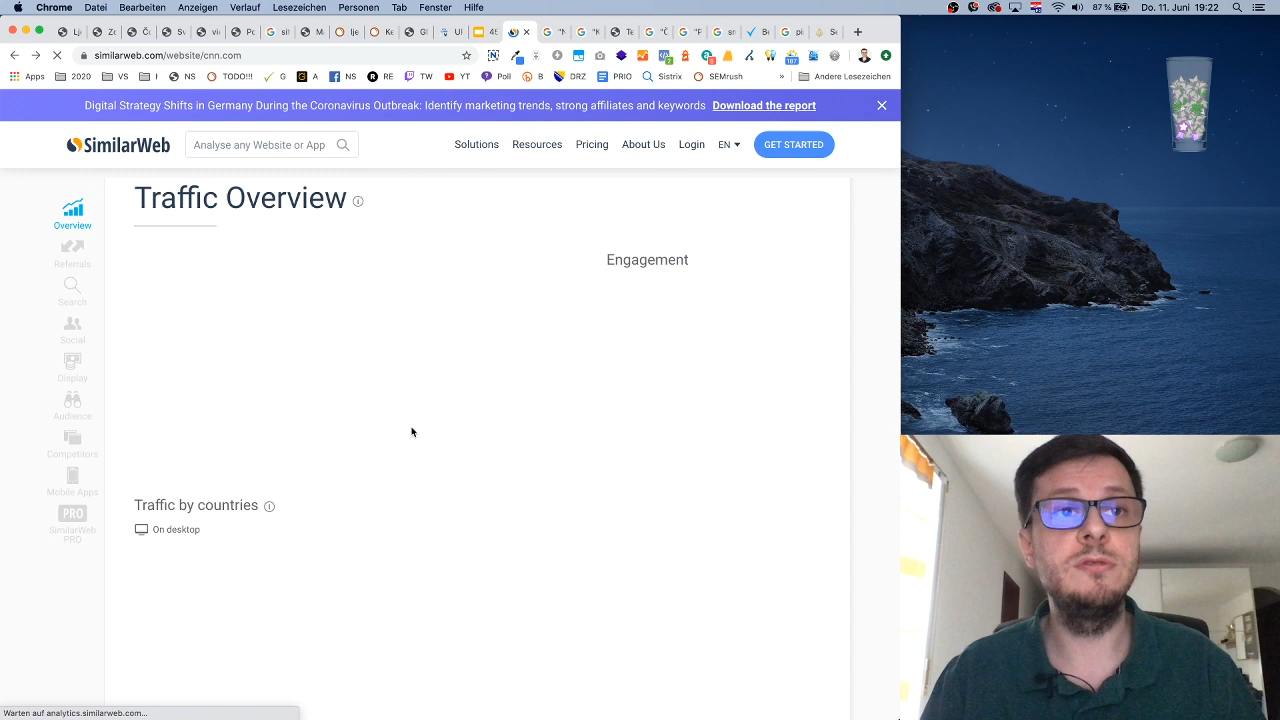 Chrome Datei Bearbeiten Anzeigen Verlauf Lesezeichen Personen Tab Fenster Hilfe 87 % Do. 11. Juni 19:22
similarweb.com/website/cnn.com
Apps 2020 VS I NS TODO!!! G A NS RE TW YT Poll B DRZ PRIO Sistrix SEMrush » Andere Lesezeichen
Digital Strategy Shifts in Germany During the Coronavirus Outbreak: Identify marketing trends, strong affiliates and keywords Download the report
SimilarWeb Analyse any Website or App Solutions Resources Pricing About Us Login EN GET STARTED
Traffic Overview
Overview
Engagement
Referrals
Search
Social
Display
Audience
Competitors
Mobile Apps
Traffic by countries
PRO
On desktop
SimilarWeb
PRO
Warten auf analytics.similarweb.com...